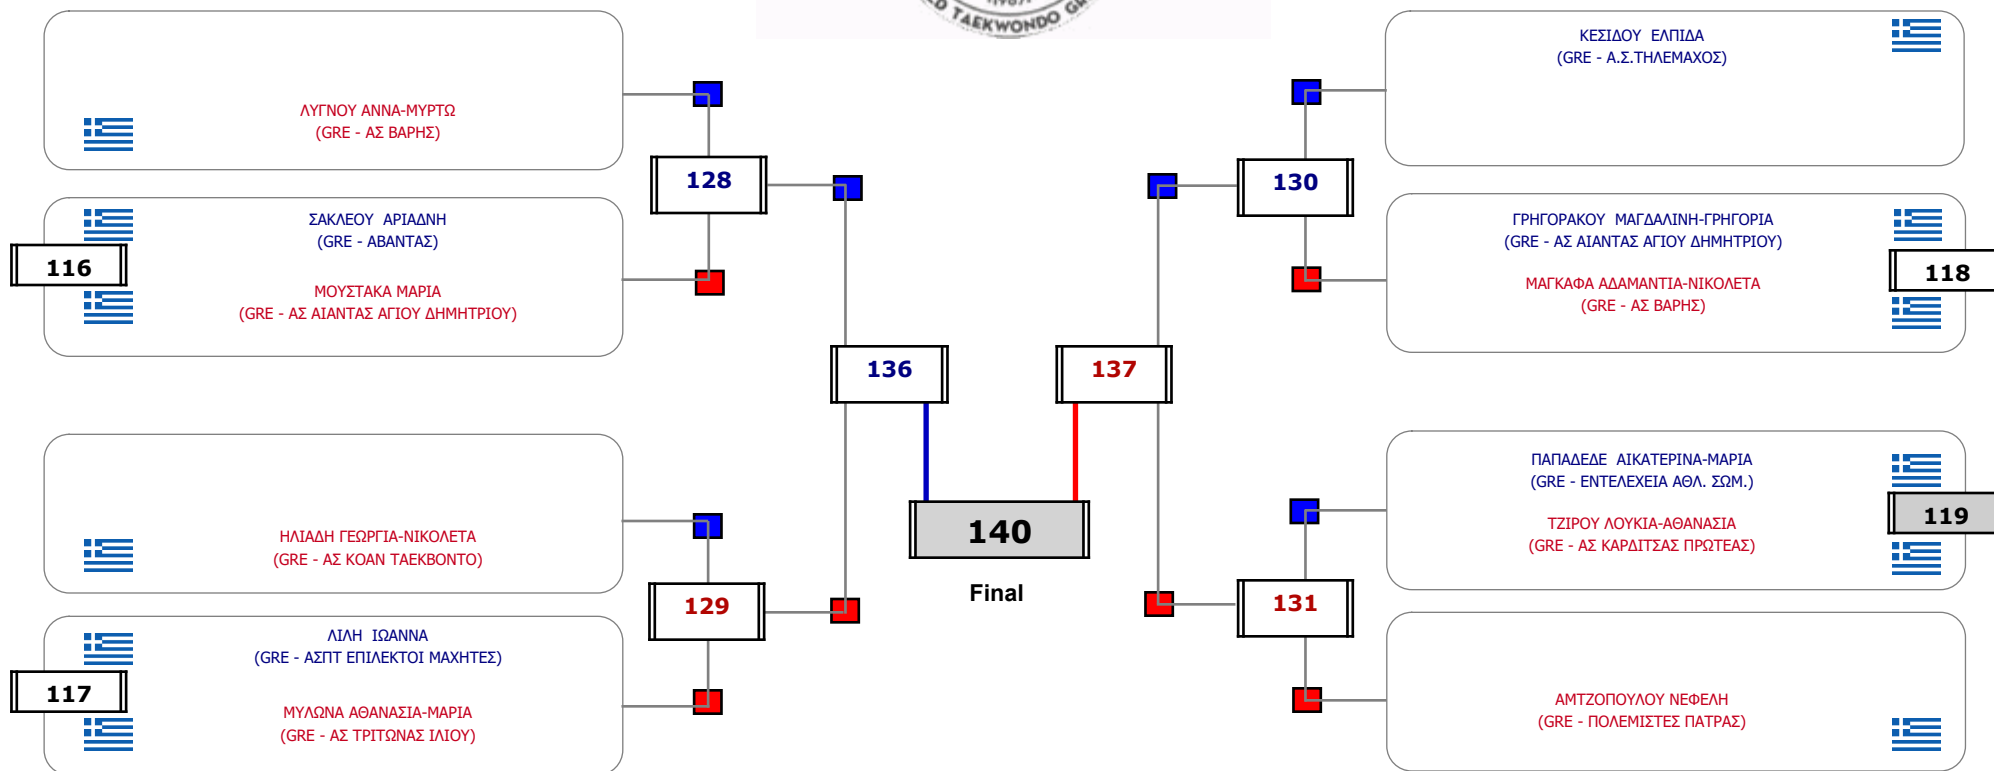 TAEKWONDO
ΛΥΓΝΟΥ ΑΝΝΑ-ΜΥΡΤΩ
(GRE - ΑΣ ΒΑΡΗΣ)
128
116
ΣΑΚΛΕΟΥ ΑΡΙΑΔΝΗ
(GRE - ΑΒΑΝΤΑΣ)
ΜΟΥΣΤΑΚΑ ΜΑΡΙΑ
(GRE - ΑΣ ΑΙΑΝΤΑΣ ΑΓΙΟΥ ΔΗΜΗΤΡΙΟΥ)
136
ΗΛΙΑΔΗ ΓΕΩΡΓΙΑ-ΝΙΚΟΛΕΤΑ
(GRE - ΑΣ ΚΟΑΝ ΤΑΕΚΒΟΝΤΟ)
129
117
ΛΙΛΗ ΙΩΑΝΝΑ
(GRE - ΑΣΠΤ ΕΠΙΛΕΚΤΟΙ ΜΑΧΗΤΕΣ)
ΜΥΛΩΝΑ ΑΘΑΝΑΣΙΑ-ΜΑΡΙΑ
(GRE - ΑΣ ΤΡΙΤΩΝΑΣ ΙΛΙΟΥ)
140
Final
ΚΕΣΙΔΟΥ ΕΛΠΙΔΑ
(GRE - Α.Σ.ΤΗΛΕΜΑΧΟΣ)
130
ΓΡΗΓΟΡΑΚΟΥ ΜΑΓΔΑΛΙΝΗ-ΓΡΗΓΟΡΙΑ
(GRE - ΑΣ ΑΙΑΝΤΑΣ ΑΓΙΟΥ ΔΗΜΗΤΡΙΟΥ)
ΜΑΓΚΑΦΑ ΑΔΑΜΑΝΤΙΑ-ΝΙΚΟΛΕΤΑ
(GRE - ΑΣ ΒΑΡΗΣ)
118
137
ΠΑΠΑΔΕΔΕ ΑΙΚΑΤΕΡΙΝΑ-ΜΑΡΙΑ
(GRE - ΕΝΤΕΛΕΧΕΙΑ ΑΘΛ. ΣΩΜ.)
ΤΖΙΡΟΥ ΛΟΥΚΙΑ-ΑΘΑΝΑΣΙΑ
(GRE - ΑΣ ΚΑΡΔΙΤΣΑΣ ΠΡΩΤΕΑΣ)
119
131
ΑΜΤΖΟΠΟΥΛΟΥ ΝΕΦΕΛΗ
(GRE - ΠΟΛΕΜΙΣΤΕΣ ΠΑΤΡΑΣ)